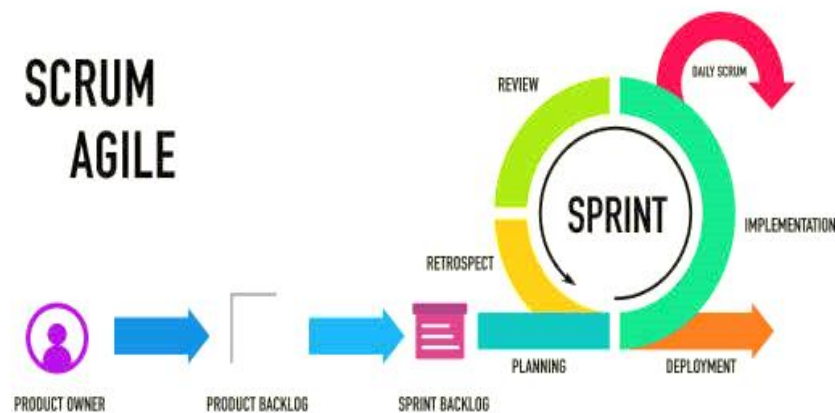 SCRUM
AGILE
REVIEW
DAILY SCRUM
SPRINT
IMPLEMENTATION
RETROSPECT
PLANNING
DEPLOYMENT
PRODUCT OWNER
PRODUCT BACKLOG
SPRINT BACKLOG